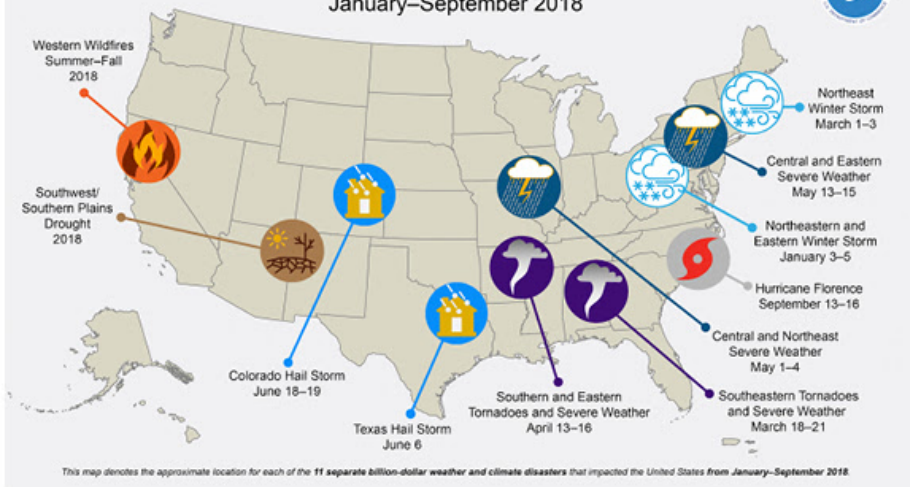 January–September 2018
Western Wildfires
Summer–Fall
2018
Northeast
Winter Storm
March 1–3
Central and Eastern
Severe Weather
May 13–15
Southwest/
Southern Plains
Drought
2018
Northeastern and
Eastern Winter Storm
January 3–5
Hurricane Florence
September 13–16
Central and Northeast
Severe Weather
May 1–4
Colorado Hail Storm
June 18–19
Southern and Eastern
Tornadoes and Severe Weather
April 13–16
Southeastern Tornadoes
and Severe Weather
March 18–21
Texas Hail Storm
June 6
This map denotes the approximate location for each of the 11 separate billion-dollar weather and climate disasters that impacted the United States from January–September 2018.